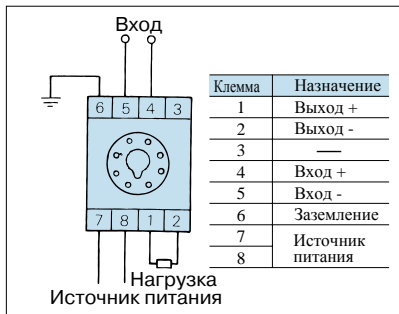 Вход
6 5 4 3
7 8 1 2
Нагрузка
Источник питания
Клемма Назначение
1 Выход +
2 Выход -
3 —
4 Вход +
5 Вход -
6 Заземление
7 Источник
8 питания